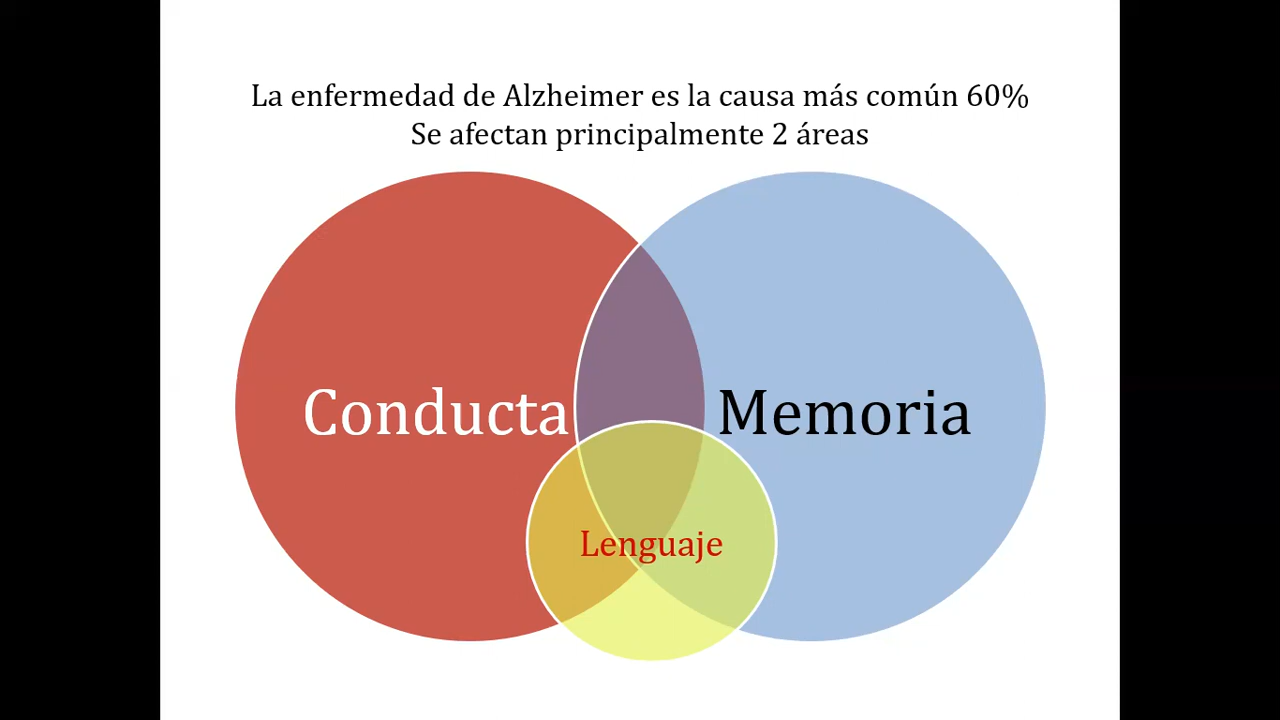 La enfermedad de Alzheimer es la causa más común 60%
Se afectan principalmente 2 áreas
Conducta
Memoria
Lenguaje